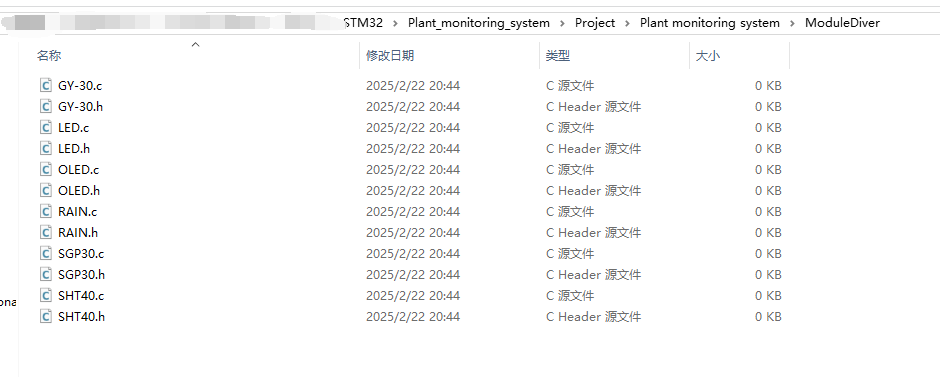 STM32 > Plant_monitoring_system > Project > Plant monitoring system > ModuleDiver
名称 修改日期 类型 大小
GY-30.c 2025/2/22 20:44 C 源文件 0 KB
GY-30.h 2025/2/22 20:44 C Header 源文件 0 KB
LED.c 2025/2/22 20:44 C 源文件 0 KB
LED.h 2025/2/22 20:44 C Header 源文件 0 KB
OLED.c 2025/2/22 20:44 C 源文件 0 KB
OLED.h 2025/2/22 20:44 C Header 源文件 0 KB
RAIN.c 2025/2/22 20:44 C 源文件 0 KB
RAIN.h 2025/2/22 20:44 C Header 源文件 0 KB
SGP30.c 2025/2/22 20:44 C 源文件 0 KB
SGP30.h 2025/2/22 20:44 C Header 源文件 0 KB
SHT40.c 2025/2/22 20:44 C 源文件 0 KB
ona
SHT40.h 2025/2/22 20:44 C Header 源文件 0 KB